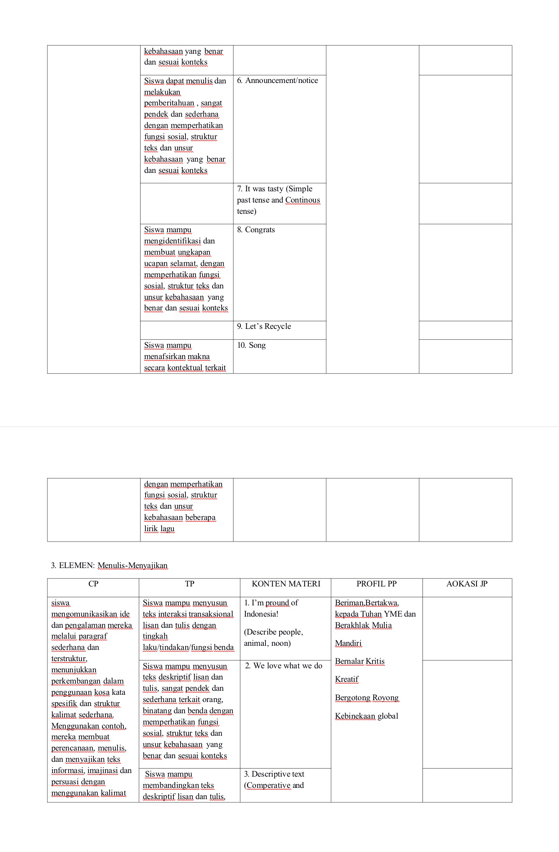 kebahasaan yang benar
dan sesuai konteks
Siswa dapat menulis dan
melakukan
pemberitahuan , sangat
pendek dan sederhana
dengan memperhatikan
fungsi sosial, struktur
teks dan unsur
kebahasaan yang benar
dan sesuai konteks
6. Announcement/notice
7. It was tasty (Simple
past tense and Continous
tense)
Siswa mampu
mengidentifikasi dan
membuat ungkapan
ucapan selamat, dengan
memperhatikan fungsi
sosial, struktur teks dan
unsur kebahasaan yang
benar dan sesuai konteks
8. Congrats
9. Let's Recycle
Siswa mampu
menafsirkan makna
secara kontektual terkait
10. Song
dengan memperhatikan
fungsi sosial, struktur
teks dan unsur
kebahasaan beberapa
lirik lagu
3. ELEMEN: Menulis-Menyajikan
CP
TP
KONTEN MATERI
PROFIL PP
AOKASI JP
siswa
mengomunikasikan ide
dan pengalaman mereka
melalui paragraf
sederhana dan
terstruktur,
menunjukkan
perkembangan dalam
penggunaan kosa kata
spesifik dan struktur
kalimat sederhana.
Menggunakan contoh,
mereka membuat
perencanaan, menulis,
dan menyajikan teks
informasi, imajinasi dan
persuasi dengan
menggunakan kalimat
Siswa mampu menyusun
teks interaksi transaksional
lisan dan tulis dengan
tingkah
laku/tindakan/fungsi benda
1. I'm pround of
Indonesia!
(Describe people,
animal, noon)
Beriman,Bertakwa,
kepada Tuhan YME dan
Berakhlak Mulia
Mandiri
Bernalar Kritis
Kreatif
Bergotong Royong
Kebinekaan global
Siswa mampu menyusun
teks deskriptif lisan dan
tulis, sangat pendek dan
sederhana terkait orang,
binatang dan benda dengan
memperhatikan fungsi
sosial, struktur teks dan
unsur kebahasaan yang
benar dan sesuai konteks
2. We love what we do
Siswa mampu
membandingkan teks
deskriptif lisan dan tulis,
3. Descriptive text
(Comperative and